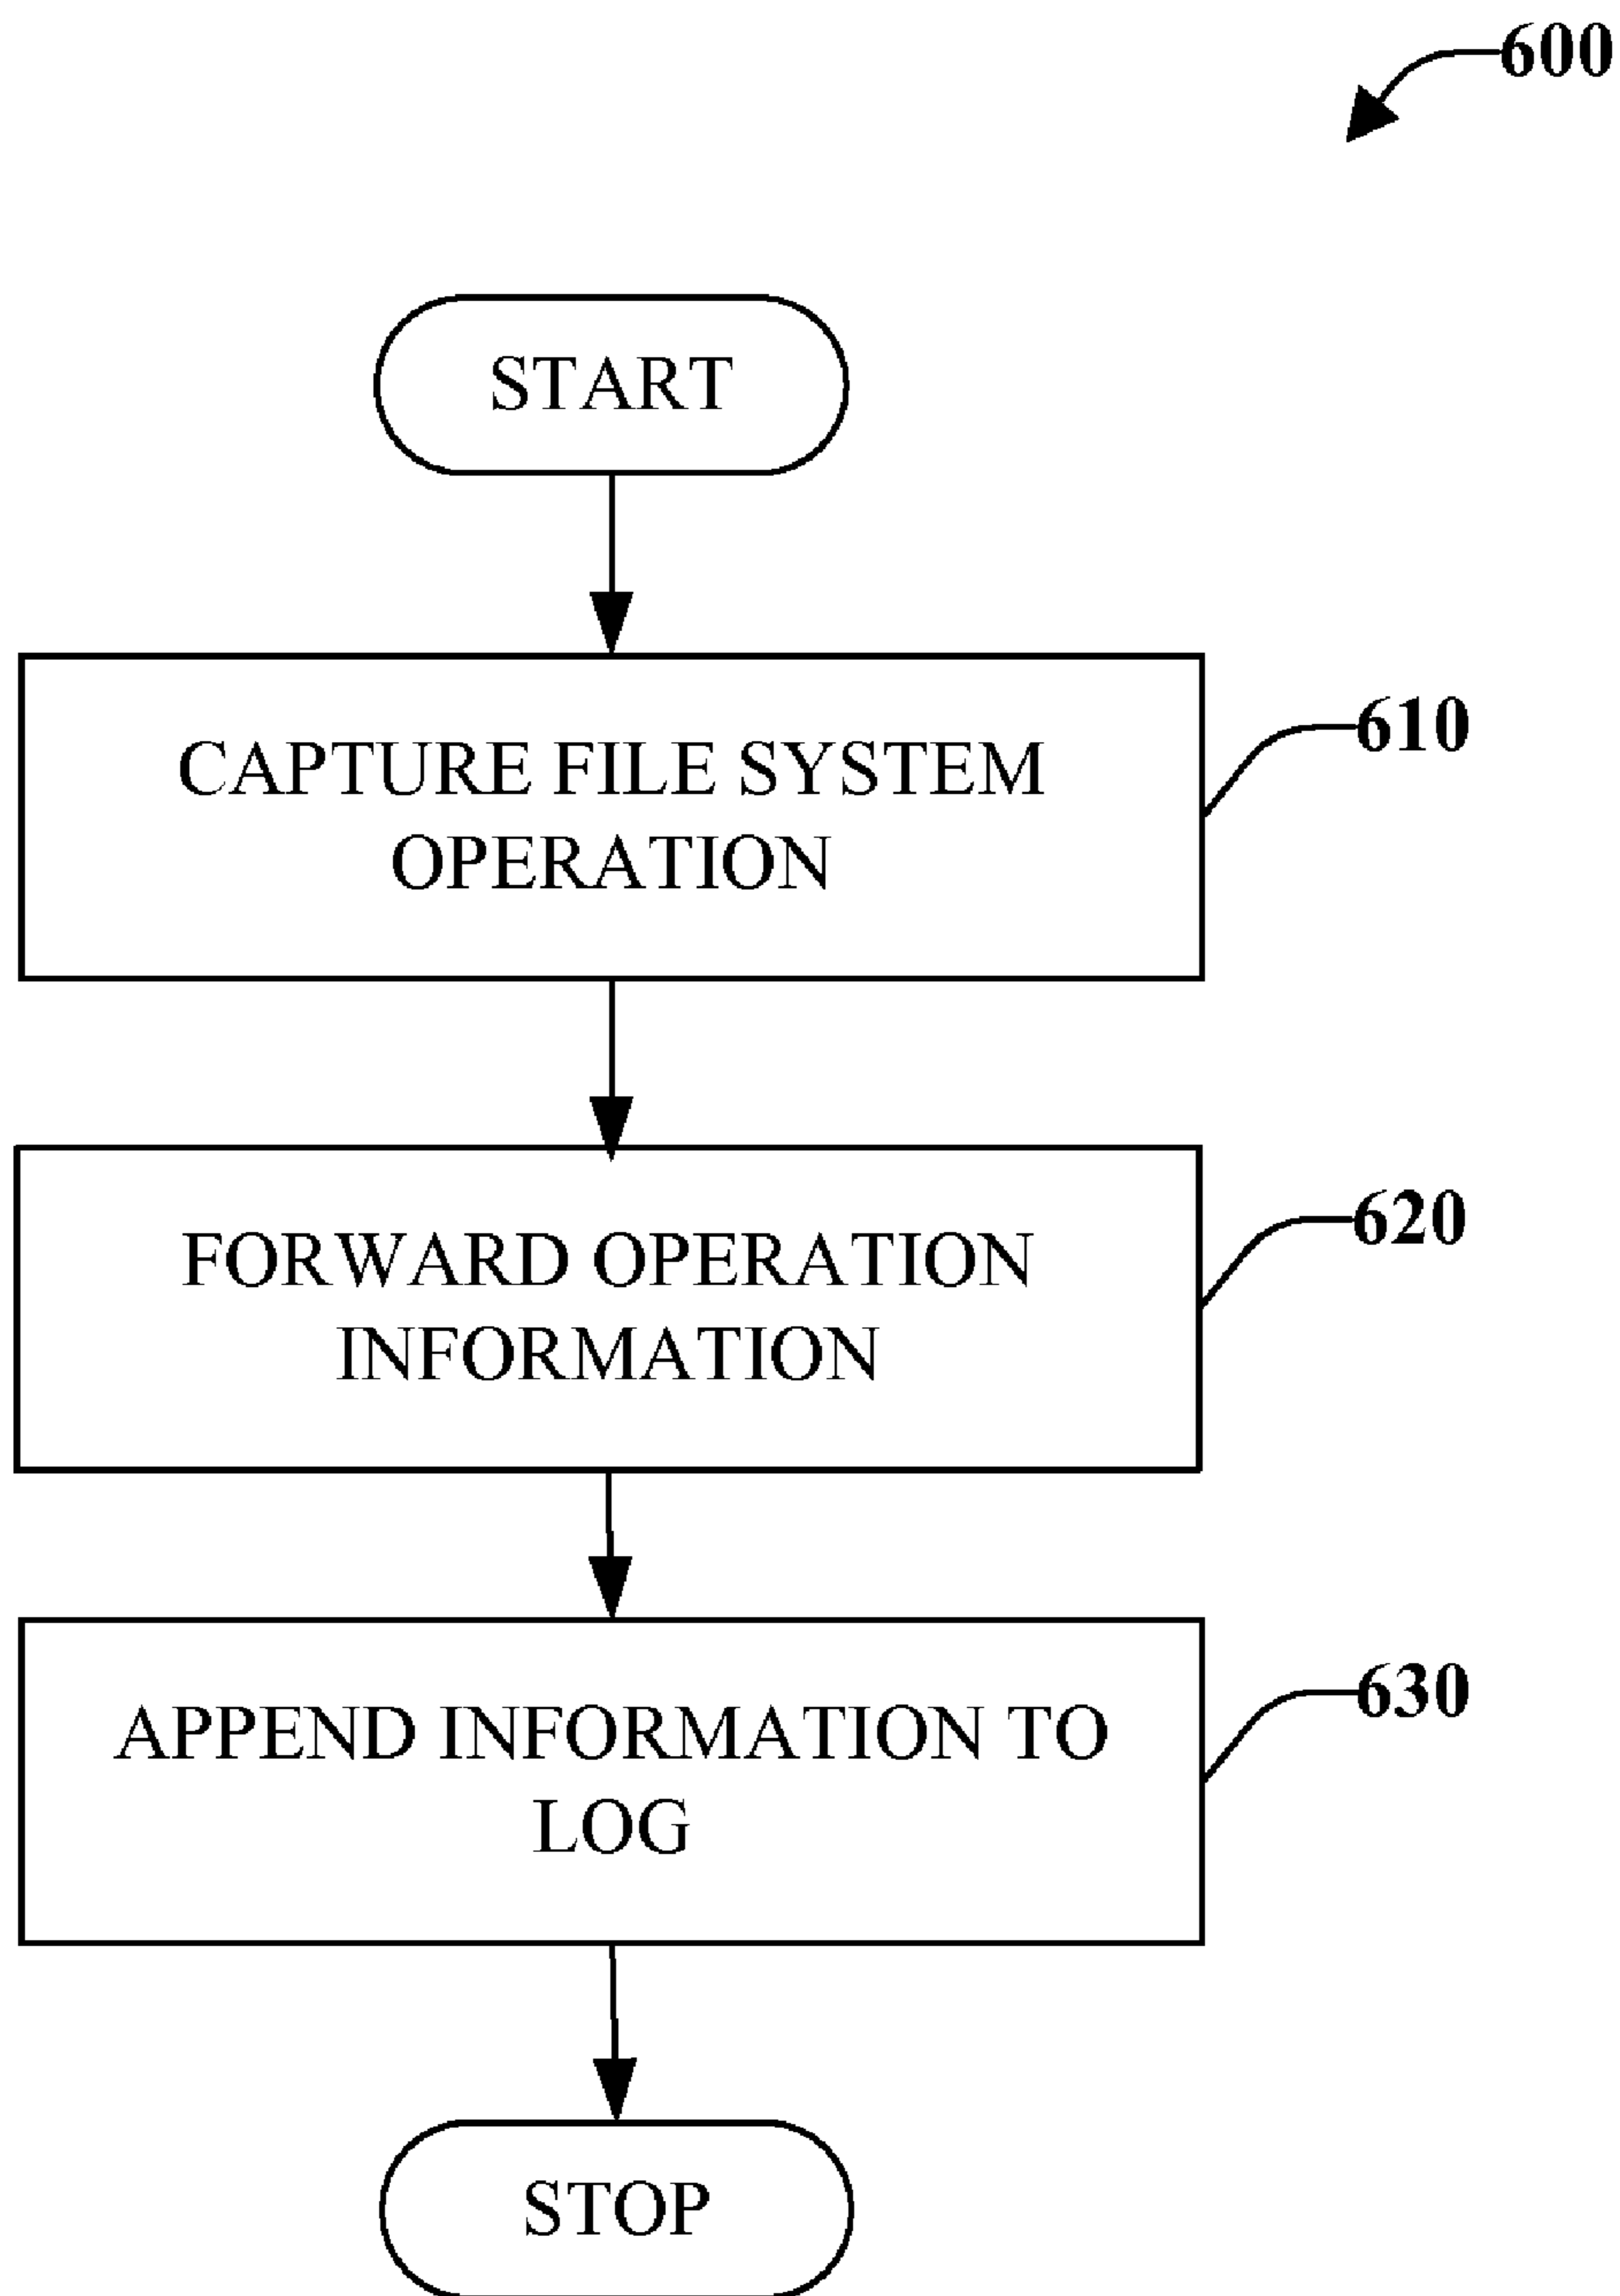 600
START
CAPTURE FILE SYSTEM
OPERATION
610
FORWARD OPERATION
INFORMATION
620
APPEND INFORMATION TO
LOG
630
STOP